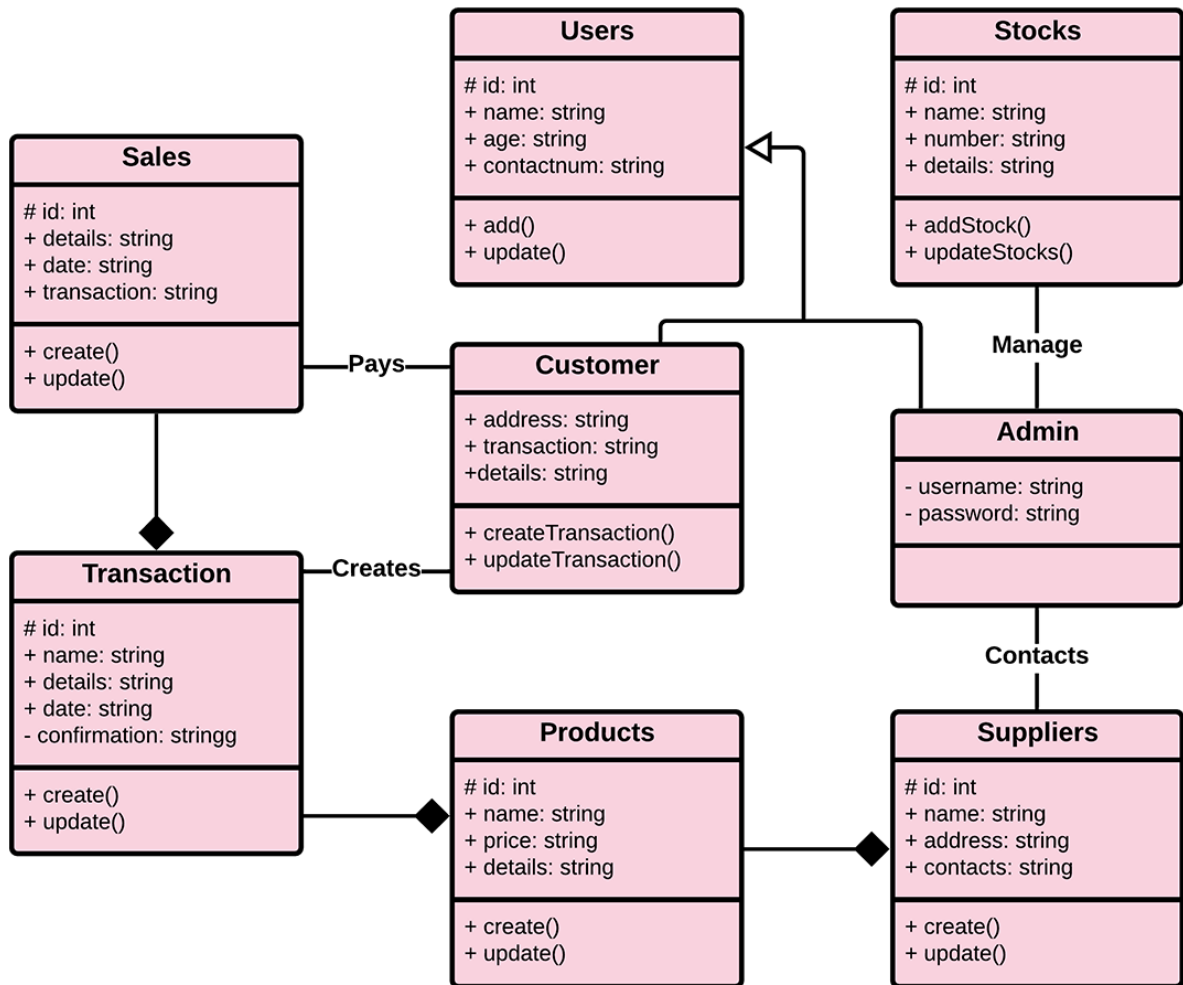 Users
# id: int
+ name: string
+ age: string
+ contactnum: string
+ add()
+ update()
Stocks
# id: int
+ name: string
+ number: string
+ details: string
+ addStock()
+ updateStocks()
Sales
# id: int
+ details: string
+ date: string
+ transaction: string
+ create()
+ update()
Pays
Customer
+ address: string
+ transaction: string
+details: string
+ createTransaction()
+ updateTransaction()
Manage
Admin
- username: string
- password: string
Creates
Transaction
# id: int
+ name: string
+ details: string
+ date: string
- confirmation: stringg
+ create()
+ update()
Contacts
Products
# id: int
+ name: string
+ price: string
+ details: string
+ create()
+ update()
Suppliers
# id: int
+ name: string
+ address: string
+ contacts: string
+ create()
+ update()